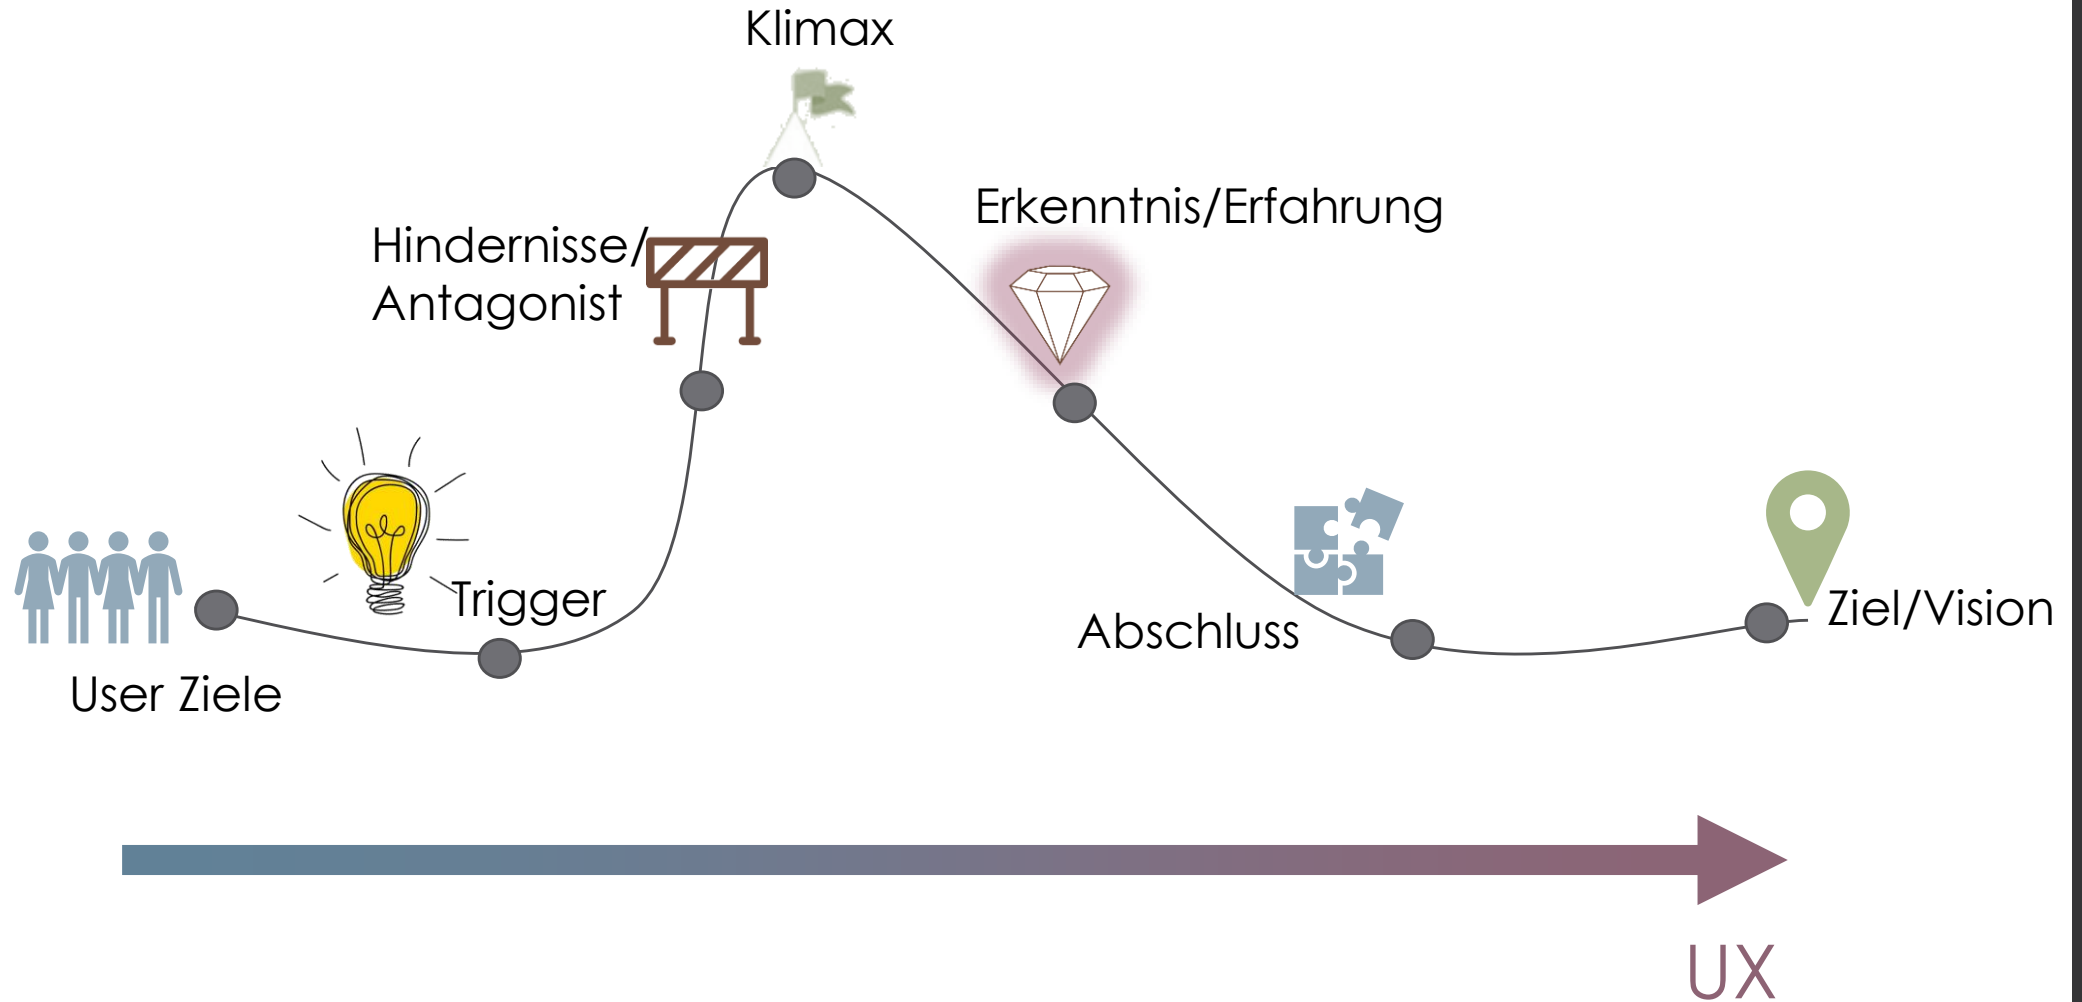 Klimax
Erkenntnis/Erfahrung
Hindernisse/
Antagonist
Trigger
User Ziele
Abschluss
Ziel/Vision
UX